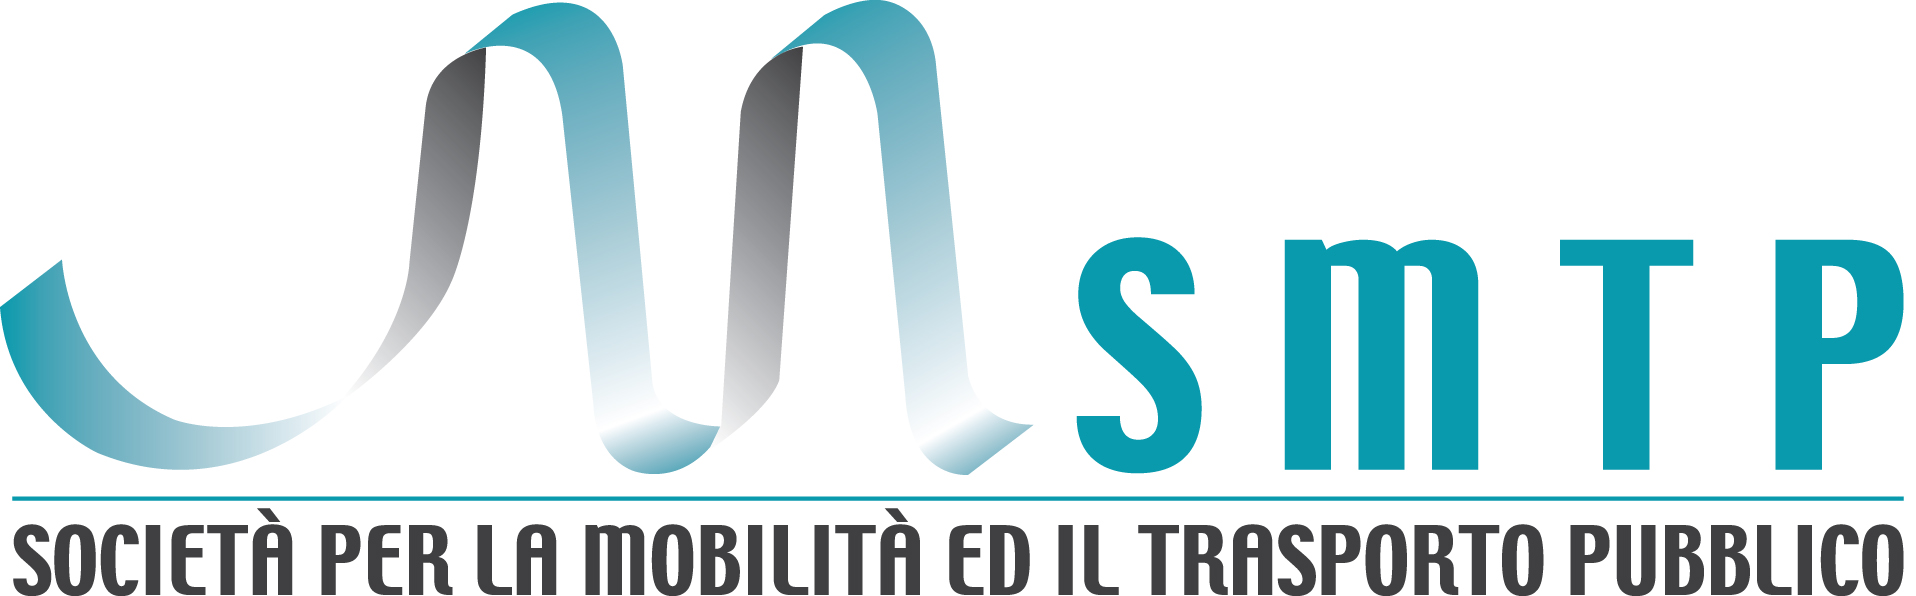 SMTP
SOCIETÀ PER LA MOBILITÀ ED IL TRASPORTO PUBBLICO